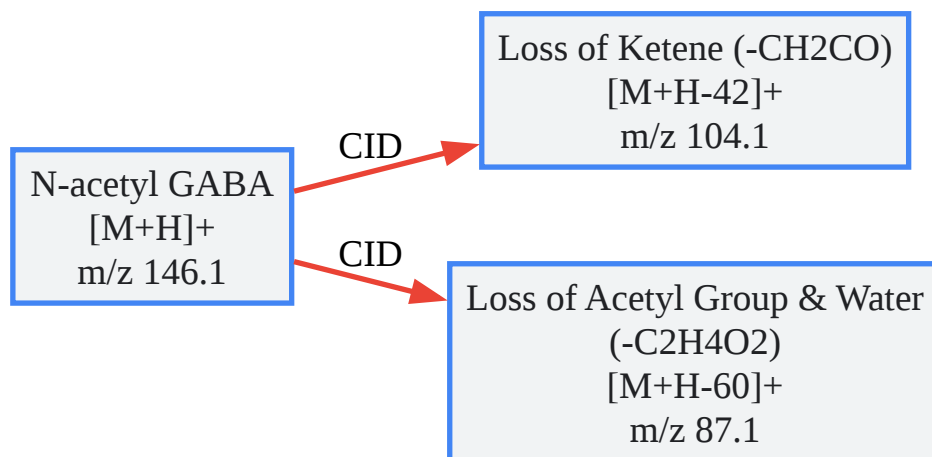 N-acetyl GABA
[M+H]+
m/z 146.1
CID
Loss of Ketene (-CH2CO)
[M+H-42]+
m/z 104.1
CID
Loss of Acetyl Group & Water
(-C2H4O2)
[M+H-60]+
m/z 87.1